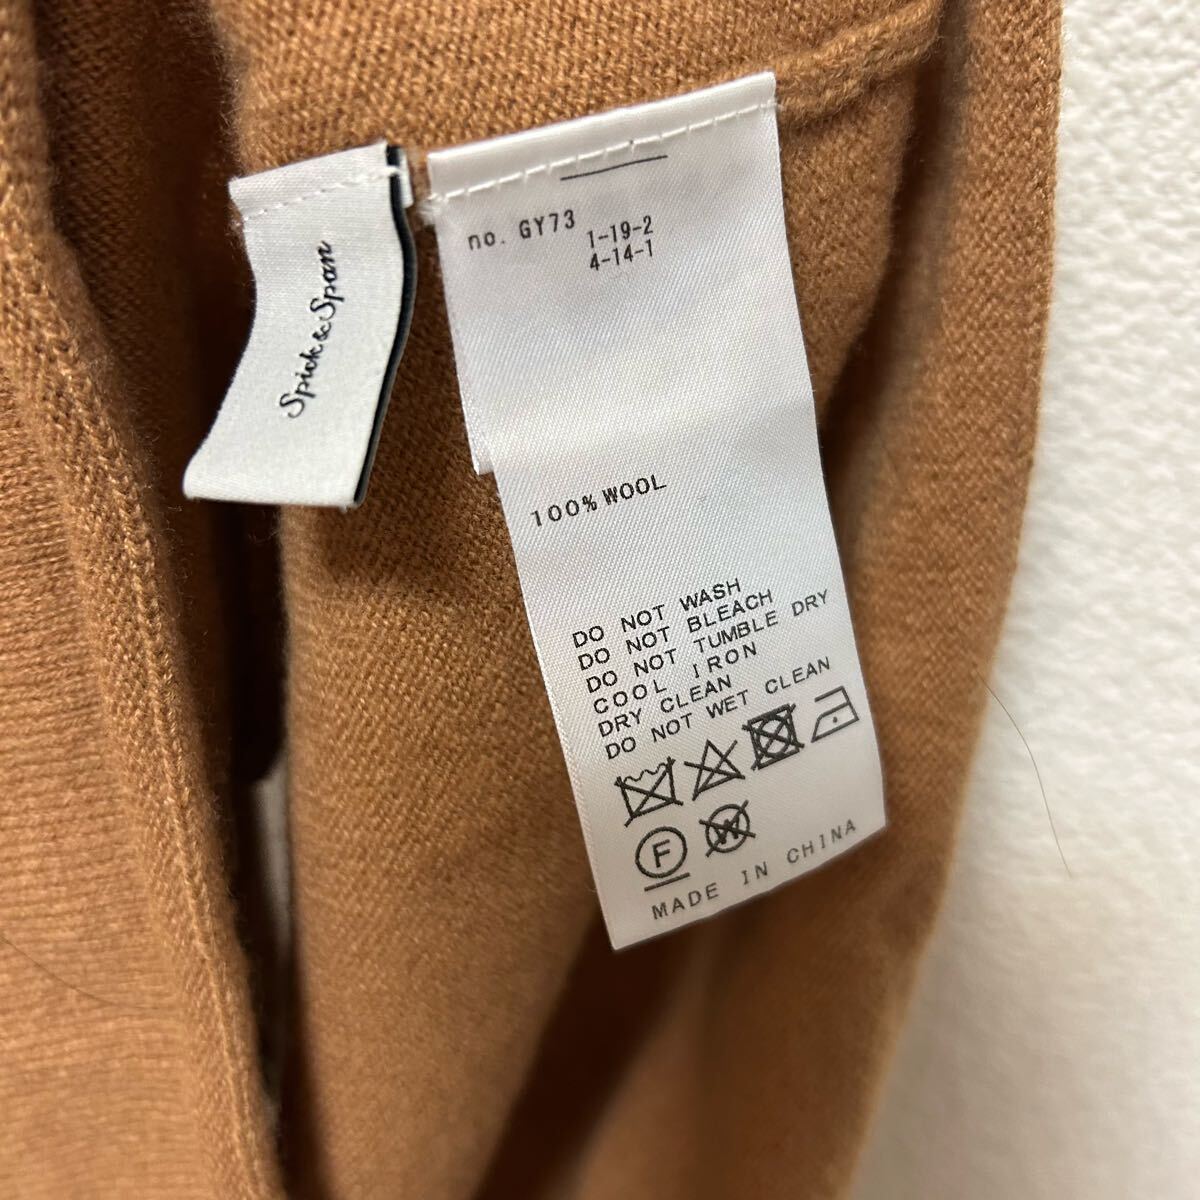 Spick & Span
no. GY73
1-19-2
4-14-1
100% WOOL
DO NOT WASH
DO NOT BLEACH
DO NOT TUMBLE DRY
COOL IRON
DRY CLEAN
DO NOT WET CLEAN
F
W
MADE IN CHINA